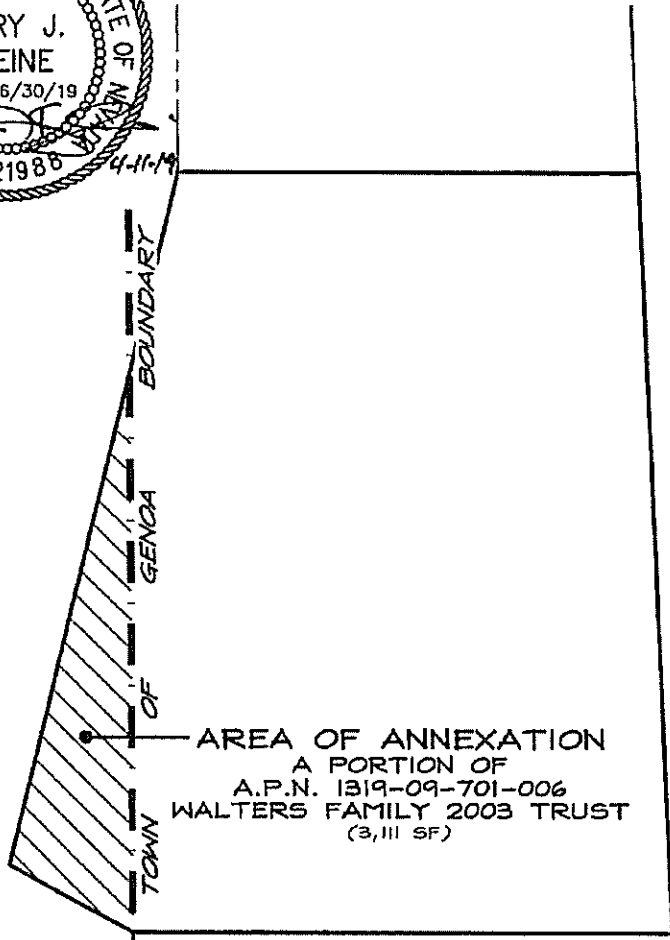 RY J.
EINE
6/30/19
ATE OF NEVADA
21988
4-11-19
TOWN OF GENOA BOUNDARY
AREA OF ANNEXATION
A PORTION OF
A.P.N. 1319-09-701-006
WALTERS FAMILY 2003 TRUST
(3,111 SF)